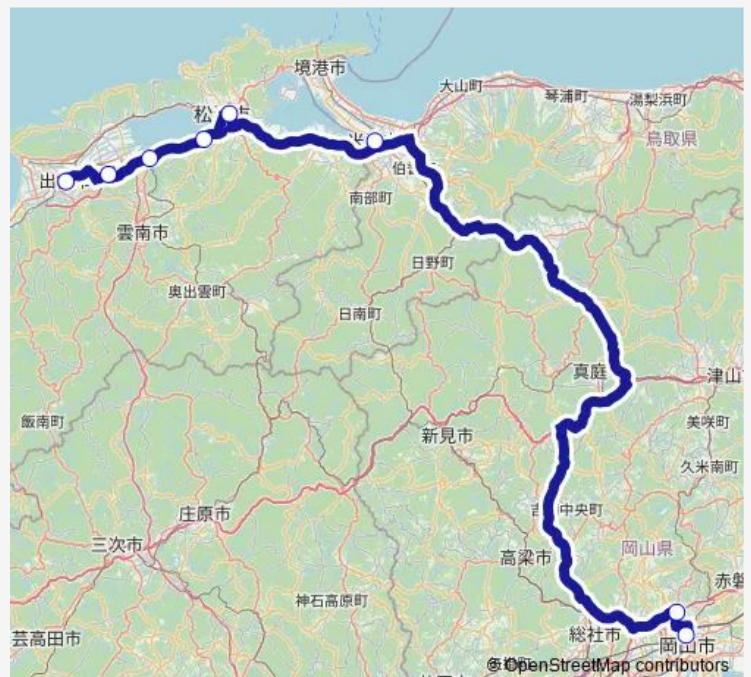 境港市
大山町
琴浦町
湯梨浜町
松
市
鳥取県
米
伯
出
南部町
雲南市
日野町
奥出雲町
日南町
真庭
津山
飯南町
美咲町
新見市
久米南町
庄原市
中央町
三次市
高梁市
岡山県
赤磐
神石高原町
芸高田市
総社市
岡山市
© OpenStreetMap contributors